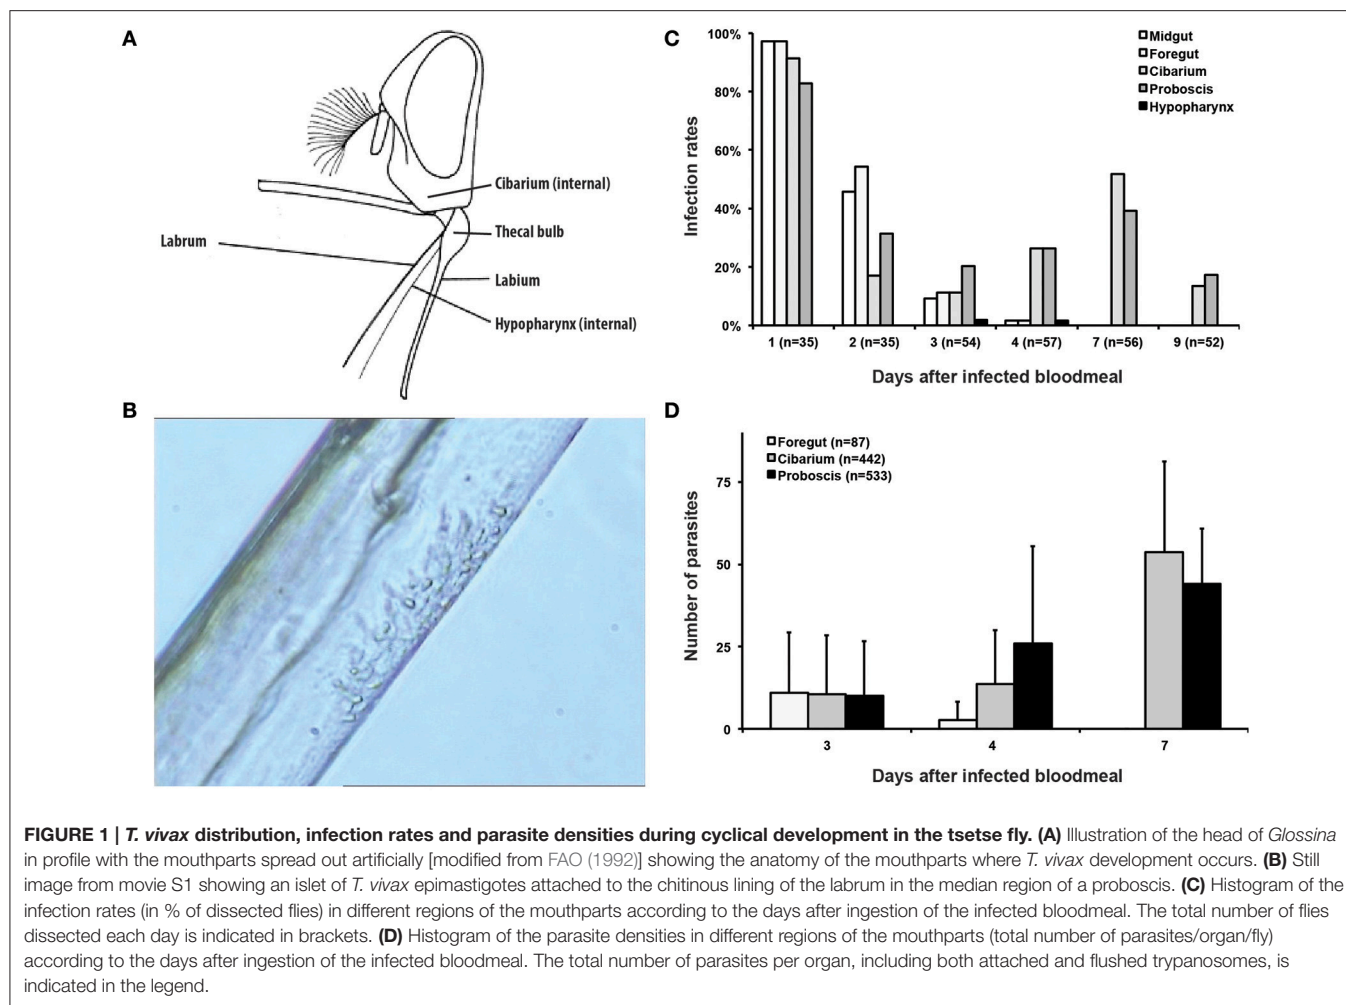 A
Cibarium (internal)
Thecal bulb
Labrum
Labium
Hypopharynx (internal)
B
C
100%
80%
60%
40%
20%
0%
Infection rates
Midgut
Foregut
Cibarium
Proboscis
Hypopharynx
1 (n=35) 2 (n=35) 3 (n=54) 4 (n=57) 7 (n=56) 9 (n=52)
Days after infected bloodmeal
D
Foregut (n=87)
Cibarium (n=442)
Proboscis (n=533)
75
50
25
0
Number of parasites
3 4 7
Days after infected bloodmeal
FIGURE 1 | T. vivax distribution, infection rates and parasite densities during cyclical development in the tsetse fly. (A) Illustration of the head of Glossina
in profile with the mouthparts spread out artificially [modified from FAO (1992)] showing the anatomy of the mouthparts where T. vivax development occurs. (B) Still
image from movie S1 showing an islet of T. vivax epimastigotes attached to the chitinous lining of the labrum in the median region of a proboscis. (C) Histogram of the
infection rates (in % of dissected flies) in different regions of the mouthparts according to the days after ingestion of the infected bloodmeal. The total number of flies
dissected each day is indicated in brackets. (D) Histogram of the parasite densities in different regions of the mouthparts (total number of parasites/organ/fly)
according to the days after ingestion of the infected bloodmeal. The total number of parasites per organ, including both attached and flushed trypanosomes, is
indicated in the legend.